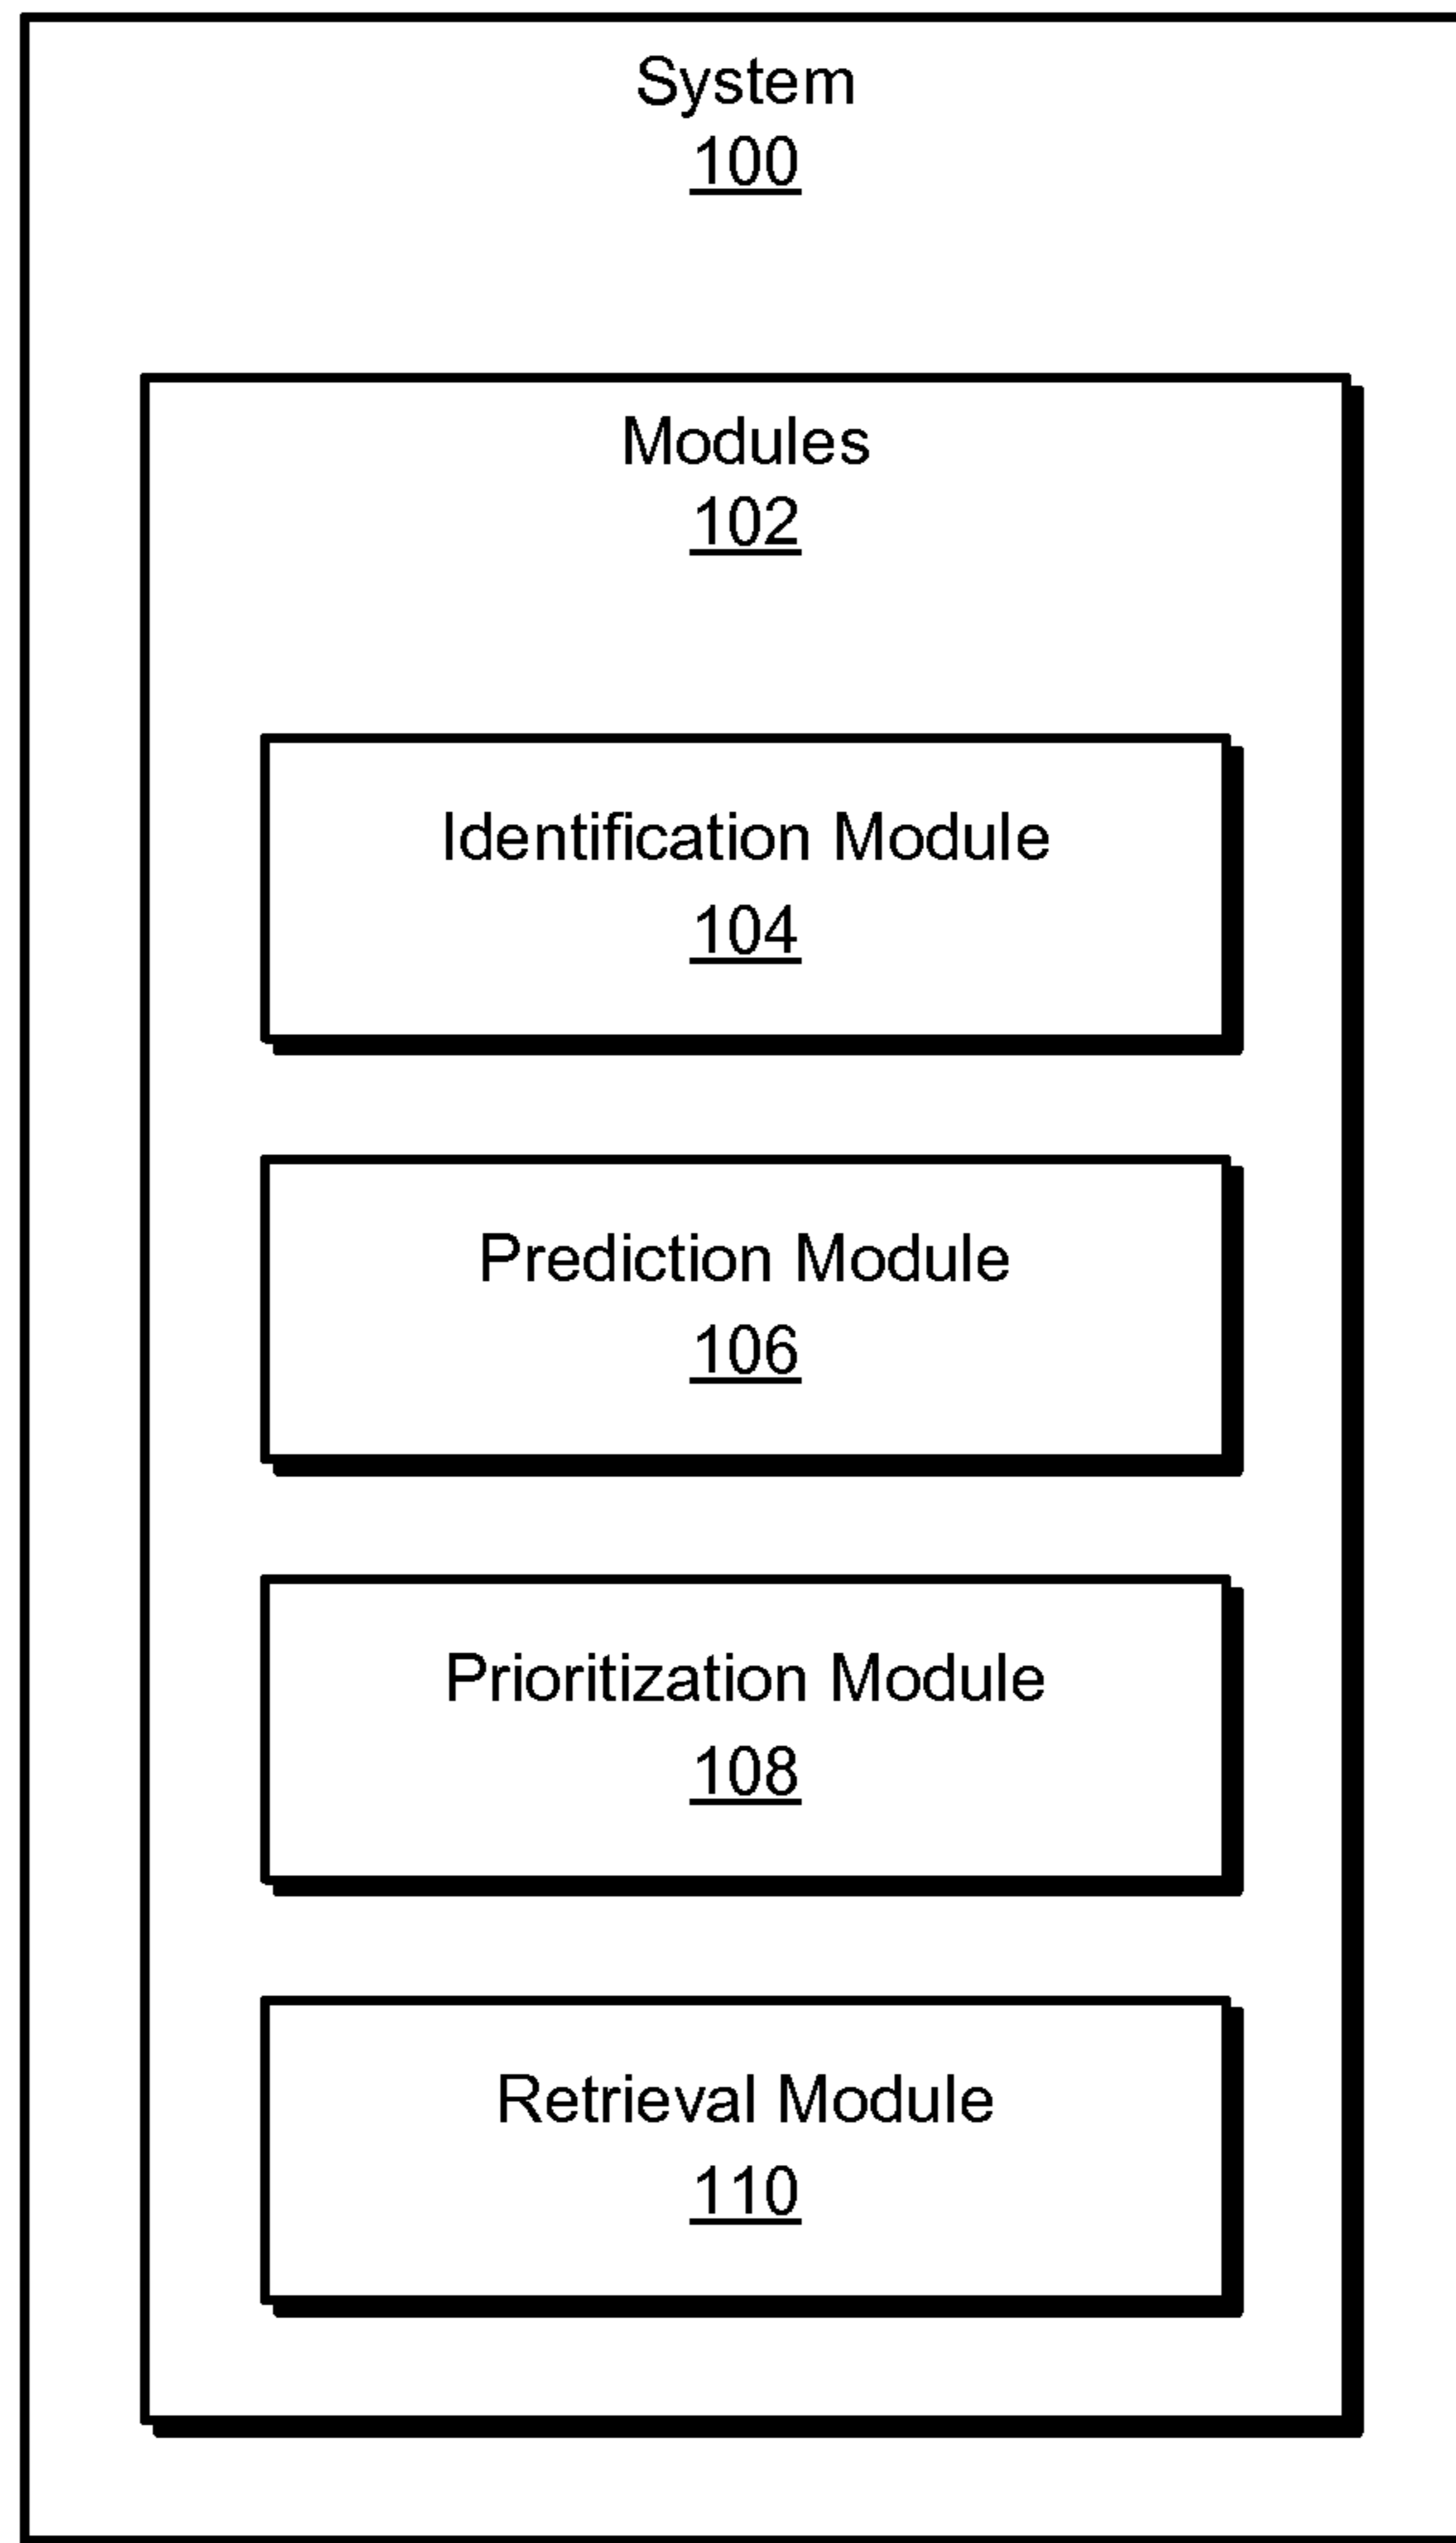 System
100
Modules
102
Identification Module
104
Prediction Module
106
Prioritization Module
108
Retrieval Module
110